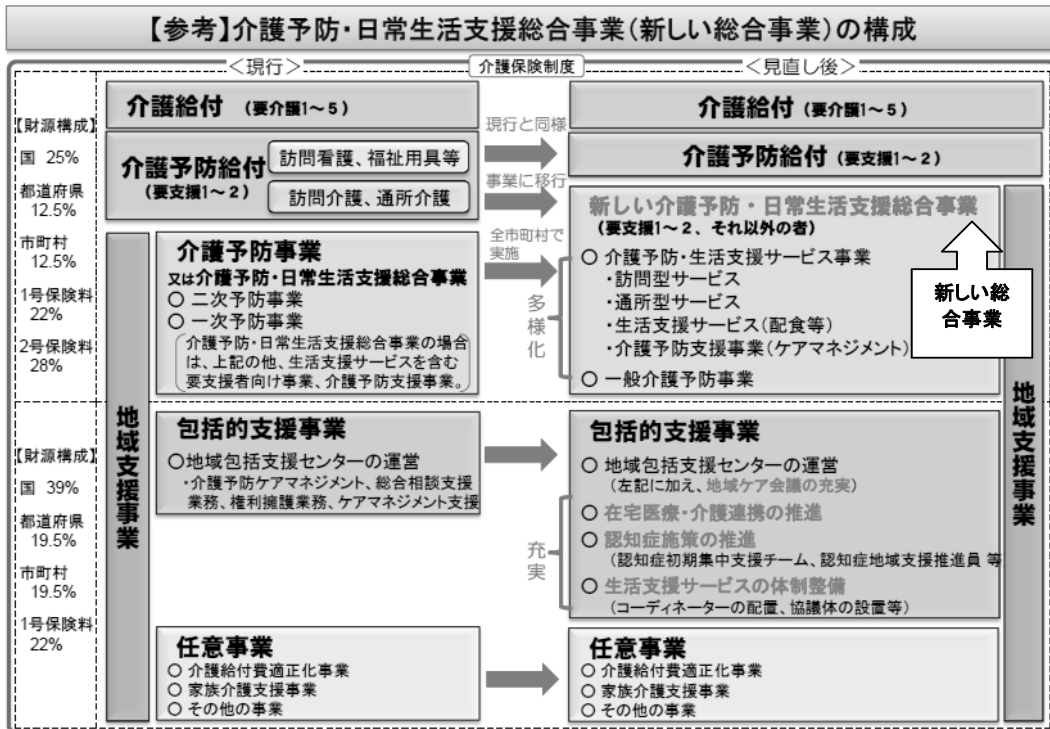 【参考】介護予防・日常生活支援総合事業(新しい総合事業)の構成
<現行>
介護保険制度
<見直し後>
【財源構成】
国 25%
都道府県
12.5%
市町村
12.5%
1号保険料
22%
2号保険料
28%
【財源構成】
国 39%
都道府県
19.5%
市町村
19.5%
1号保険料
22%
介護給付 (要介護1~5)
介護予防給付
(要支援1~2)
訪問看護、福祉用具等
訪問介護、通所介護
地域支援事業
介護予防事業
又は介護予防・日常生活支援総合事業
○ 二次予防事業
○ 一次予防事業
介護予防・日常生活支援総合事業の場合
は、上記の他、生活支援サービスを含む
要支援者向け事業、介護予防支援事業。
包括的支援事業
○地域包括支援センターの運営
・介護予防ケアマネジメント、総合相談支援
業務、権利擁護業務、ケアマネジメント支援
任意事業
○ 介護給付費適正化事業
○ 家族介護支援事業
○ その他の事業
現行と同様
事業に移行
全市町村で
実施
多様化
充実
介護給付 (要介護1~5)
介護予防給付(要支援1~2)
新しい介護予防・日常生活支援総合事業
(要支援1~2、それ以外の者)
○ 介護予防・生活支援サービス事業
・訪問型サービス
・通所型サービス
・生活支援サービス(配食等)
・介護予防支援事業(ケアマネジメント)
○ 一般介護予防事業
新しい総
合事業
包括的支援事業
○ 地域包括支援センターの運営
(左記に加え、地域ケア会議の充実)
○ 在宅医療・介護連携の推進
○ 認知症施策の推進
(認知症初期集中支援チーム、認知症地域支援推進員 等
○ 生活支援サービスの体制整備
(コーディネーターの配置、協議体の設置等)
任意事業
○ 介護給付費適正化事業
○ 家族介護支援事業
○ その他の事業
地域支援事業